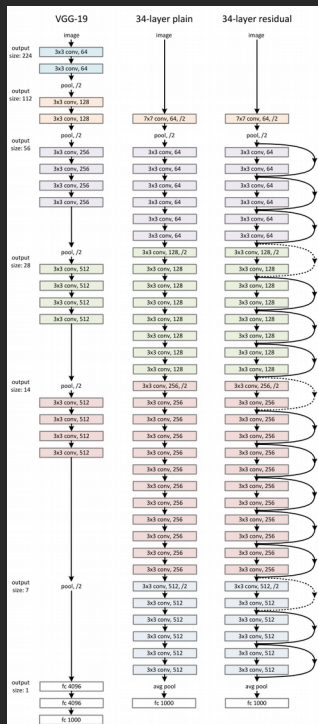 output
size: 224
output
size: 112
output
size: 56
output
size: 28
output
size: 14
output
size: 7
output
size: 1
VGG-19
image
3x3 conv, 64
3x3 conv, 64
pool, /2
3x3 conv, 128
3x3 conv, 128
pool, /2
3x3 conv, 256
3x3 conv, 256
3x3 conv, 256
3x3 conv, 256
pool, /2
3x3 conv, 512
3x3 conv, 512
3x3 conv, 512
3x3 conv, 512
pool, /2
3x3 conv, 512
3x3 conv, 512
3x3 conv, 512
3x3 conv, 512
pool, /2
fc 4096
fc 4096
fc 1000
34-layer plain
image
7x7 conv, 64, /2
pool, /2
3x3 conv, 64
3x3 conv, 64
3x3 conv, 64
3x3 conv, 64
3x3 conv, 64
3x3 conv, 64
3x3 conv, 128, /2
3x3 conv, 128
3x3 conv, 128
3x3 conv, 128
3x3 conv, 128
3x3 conv, 128
3x3 conv, 128
3x3 conv, 128
3x3 conv, 256, /2
3x3 conv, 256
3x3 conv, 256
3x3 conv, 256
3x3 conv, 256
3x3 conv, 256
3x3 conv, 256
3x3 conv, 256
3x3 conv, 256
3x3 conv, 256
3x3 conv, 256
3x3 conv, 256
3x3 conv, 512, /2
3x3 conv, 512
3x3 conv, 512
3x3 conv, 512
3x3 conv, 512
3x3 conv, 512
avg pool
fc 1000
34-layer residual
image
7x7 conv, 64, /2
pool, /2
3x3 conv, 64
3x3 conv, 64
3x3 conv, 64
3x3 conv, 64
3x3 conv, 64
3x3 conv, 64
3x3 conv, 128, /2
3x3 conv, 128
3x3 conv, 128
3x3 conv, 128
3x3 conv, 128
3x3 conv, 128
3x3 conv, 128
3x3 conv, 128
3x3 conv, 256, /2
3x3 conv, 256
3x3 conv, 256
3x3 conv, 256
3x3 conv, 256
3x3 conv, 256
3x3 conv, 256
3x3 conv, 256
3x3 conv, 256
3x3 conv, 256
3x3 conv, 256
3x3 conv, 256
3x3 conv, 512, /2
3x3 conv, 512
3x3 conv, 512
3x3 conv, 512
3x3 conv, 512
3x3 conv, 512
avg pool
fc 1000